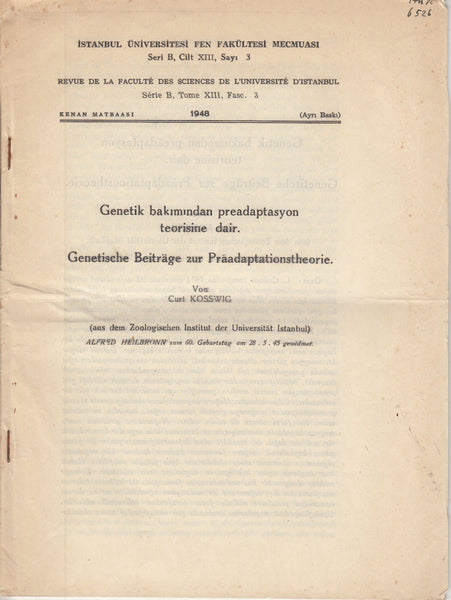 6526
İSTANBUL ÜNİVERSİTESİ FEN FAKÜLTESİ MECMUASI
Seri B, Cilt XIII, Sayı 3
REVUE DE LA FACULTÉ DES SCIENCES DE L'UNIVERSITÉ D'ISTANBUL
Série B, Tome XIII, Fasc. 3
KENAN MATBAASI 1948 (Ayrı Baskı)
Genetik bakımından preadaptasyon
teorisine dair.
Genetische Beiträge zur Präadaptationstheorie.
Von
Curt KOSSWIG
(aus dem Zoologischen Institut der Universität Istanbul)
ALFRED HEILBRONN zum 60. Geburtstag am 28 . 5. 45 gewidmet.